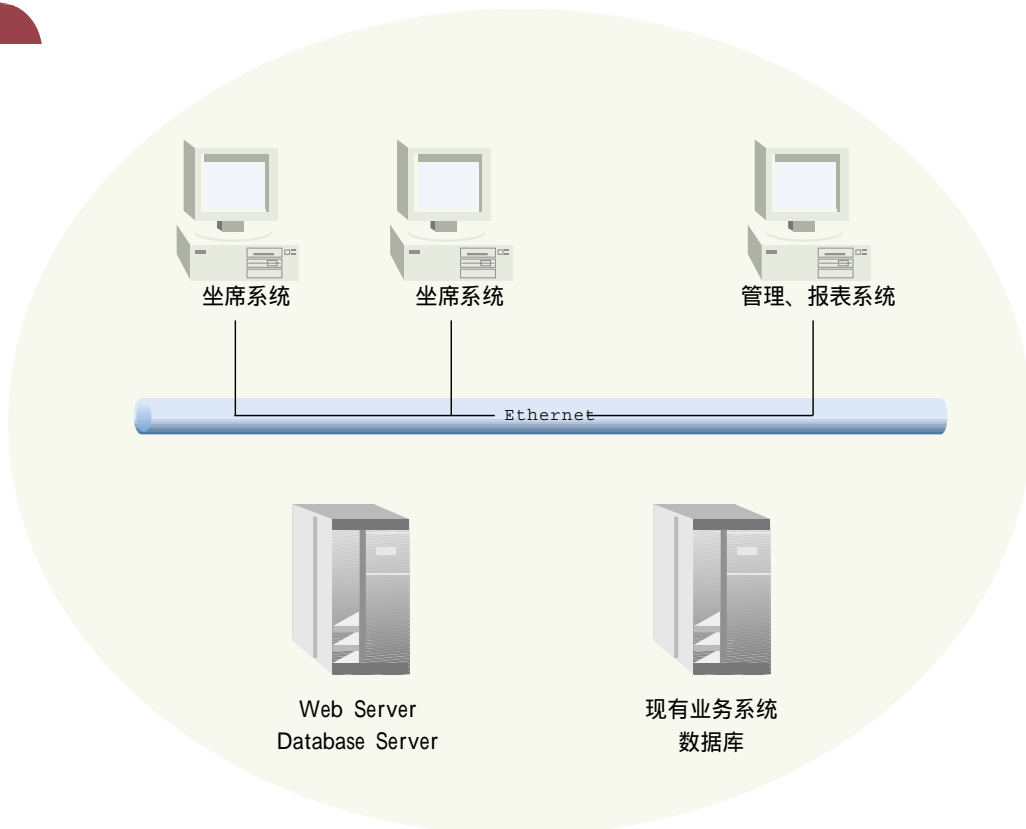 坐席系统
坐席系统
管理、报表系统
Ethernet
Web Server
Database Server
现有业务系统
数据库